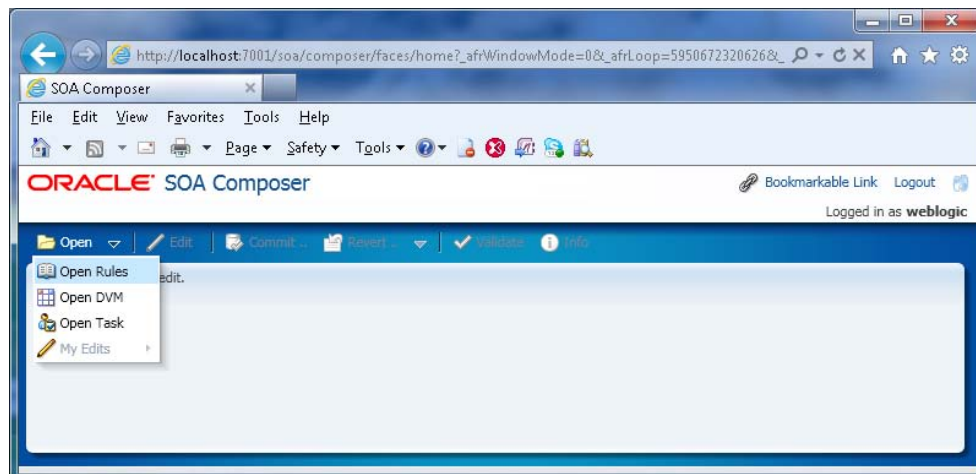 http://localhost:7001/soa/composer/faces/home?_afrWindowMode=0&_afrLoop=5950672320626&_
SOA Composer
File Edit View Favorites Tools Help
Page Safety Tools
ORACLE SOA Composer
Bookmarkable Link Logout
Logged in as weblogic
Open Edit Commit .. Revert .. Validate Info
Open Rules
edit.
Open DVM
Open Task
My Edits